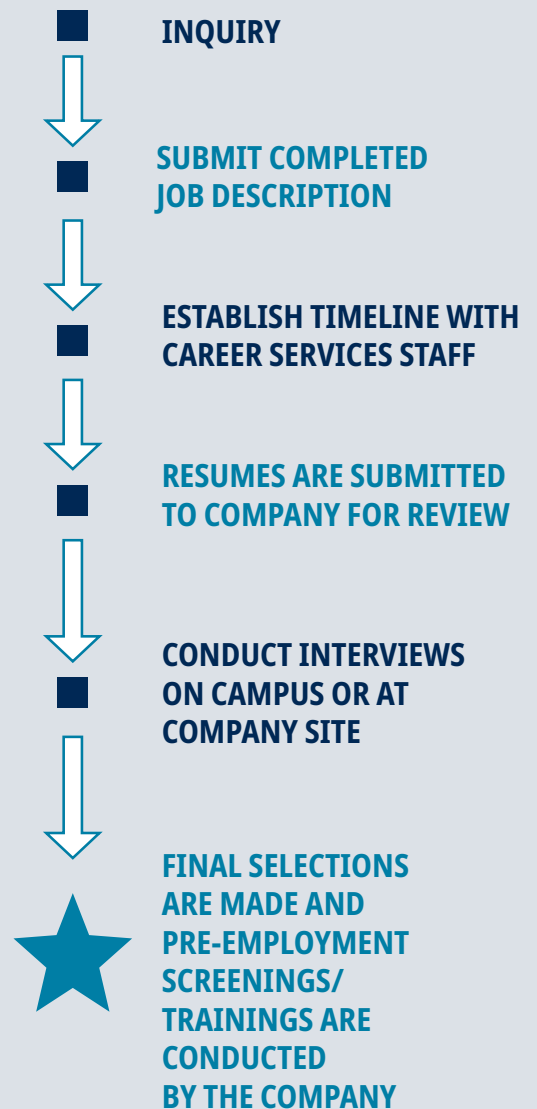 INQUIRY
SUBMIT COMPLETED
JOB DESCRIPTION
ESTABLISH TIMELINE WITH
CAREER SERVICES STAFF
RESUMES ARE SUBMITTED
TO COMPANY FOR REVIEW
CONDUCT INTERVIEWS
ON CAMPUS OR AT
COMPANY SITE
FINAL SELECTIONS
ARE MADE AND
PRE-EMPLOYMENT
SCREENINGS/
TRAININGS ARE
CONDUCTED
BY THE COMPANY